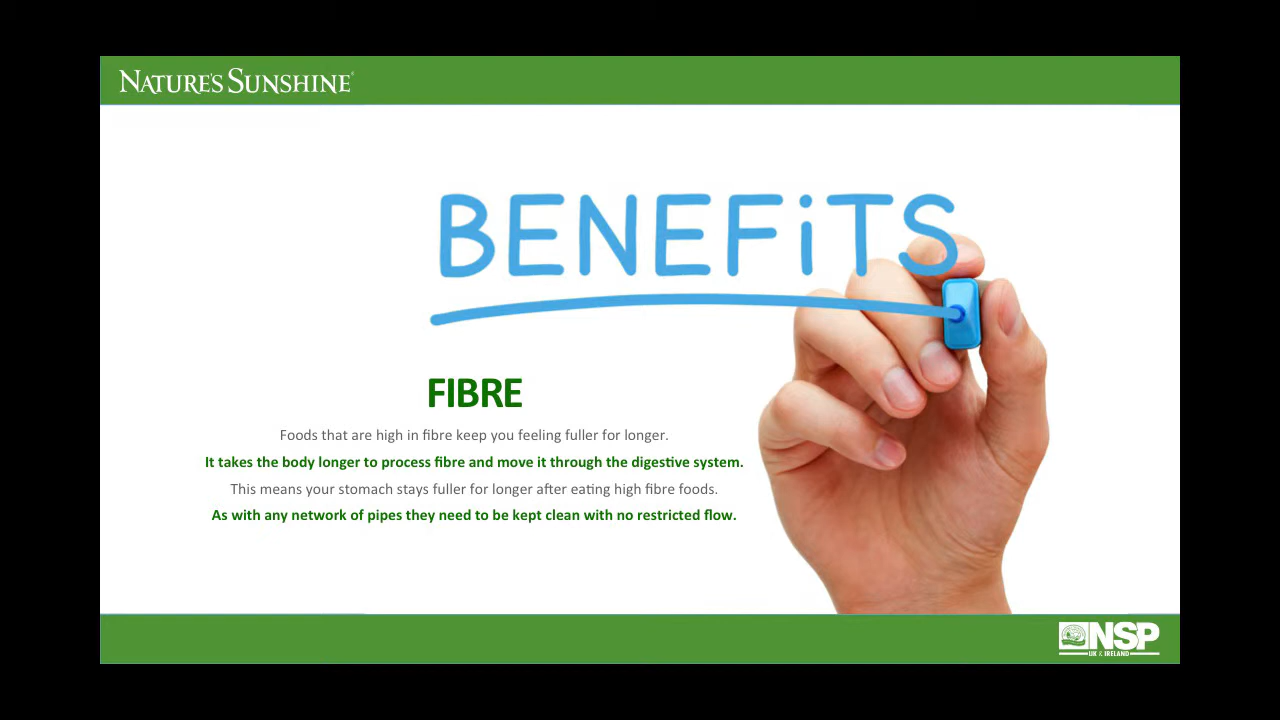 NATURE'S SUNSHINE
BENEFiTS
FIBRE
Foods that are high in fibre keep you feeling fuller for longer.
It takes the body longer to process fibre and move it through the digestive system.
This means your stomach stays fuller for longer after eating high fibre foods.
As with any network of pipes they need to be kept clean with no restricted flow.
NSP
UK & IRELAND